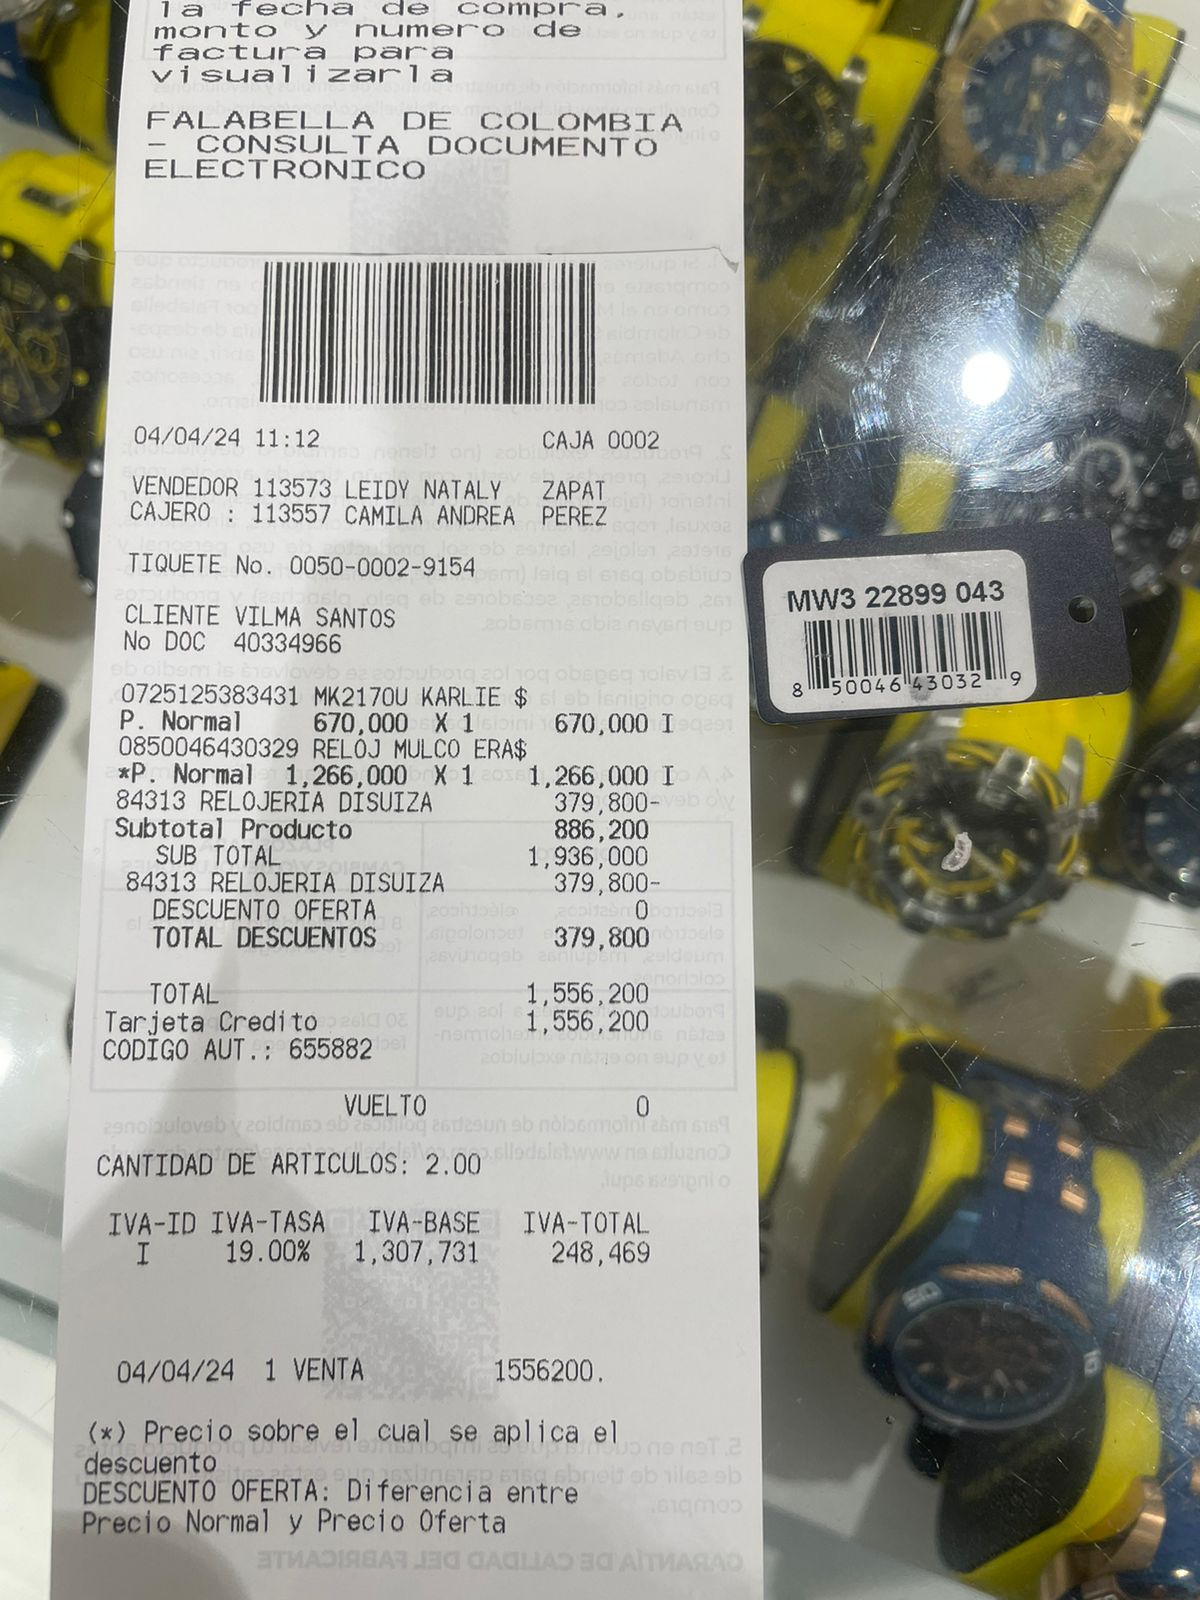 la fecha de compra,
monto y numero de
factura para
visualizarla
FALABELLA DE COLOMBIA
- CONSULTA DOCUMENTO
ELECTRONICO
04/04/24 11:12 CAJA 0002
VENDEDOR 113573 LEIDY NATALY ZAPAT
CAJERO : 113557 CAMILA ANDREA PEREZ
TIQUETE No. 0050-0002-9154
CLIENTE VILMA SANTOS
No DOC 40334966
0725125383431 MK2170U KARLIE $
P. Normal 670,000 X 1 670,000 I
0850046430329 RELOJ MULCO ERA$
*P. Normal 1,266,000 X 1 1,266,000 I
84313 RELOJERIA DISUIZA 379,800-
Subtotal Producto 886,200
SUB TOTAL 1,936,000
84313 RELOJERIA DISUIZA 379,800-
DESCUENTO OFERTA 0
TOTAL DESCUENTOS 379,800
TOTAL 1,556,200
Tarjeta Credito 1,556,200
CODIGO AUT.: 655882
VUELTO 0
CANTIDAD DE ARTICULOS: 2.00
IVA-ID IVA-TASA IVA-BASE IVA-TOTAL
I 19.00% 1,307,731 248,469
04/04/24 1 VENTA 1556200.
(*) Precio sobre el cual se aplica el
descuento
DESCUENTO OFERTA: Diferencia entre
Precio Normal y Precio Oferta
MW3 22899 043
8 50046 43032 9